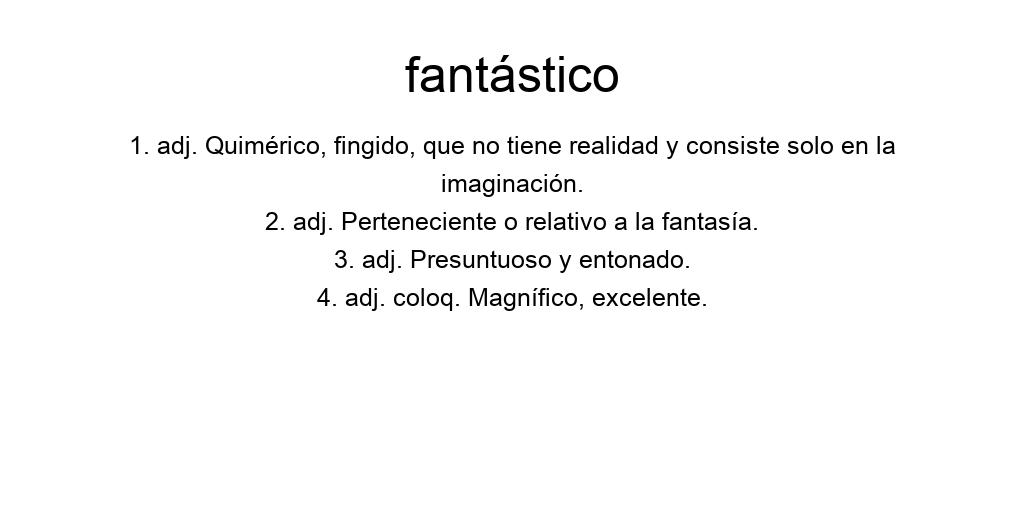 fantástico
1. adj. Quimérico, fingido, que no tiene realidad y consiste solo en la
imaginación.
2. adj. Perteneciente o relativo a la fantasía.
3. adj. Presuntuoso y entonado.
4. adj. coloq. Magnífico, excelente.